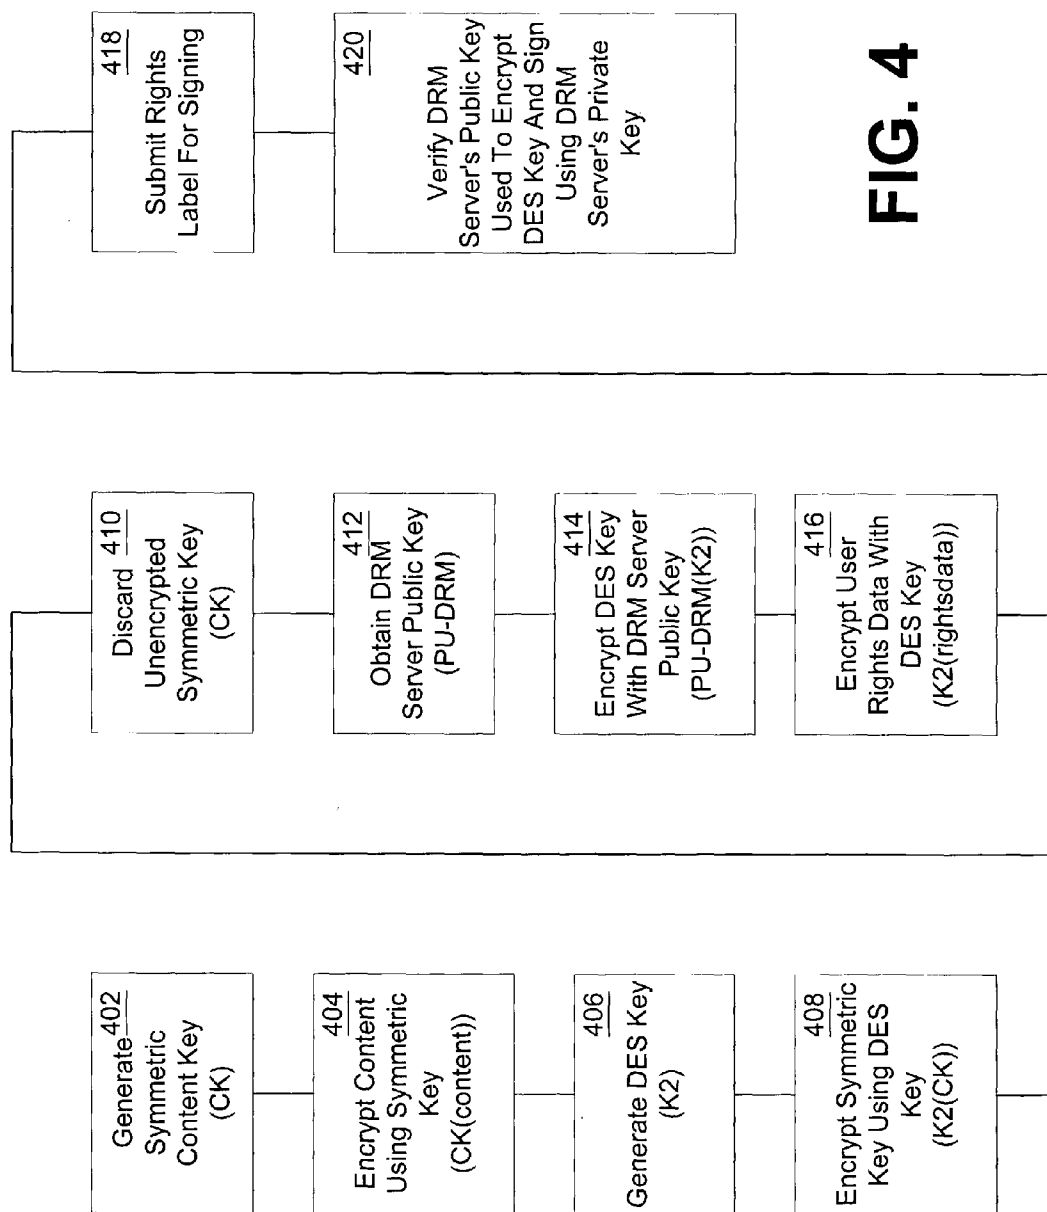 402
Generate
Symmetric
Content Key
(CK)
404
Encrypt Content
Using Symmetric
Key
(CK(content))
406
Generate DES Key
(K2)
408
Encrypt Symmetric
Key Using DES
Key
(K2(CK))
410
Discard
Unencrypted
Symmetric Key
(CK)
412
Obtain DRM
Server Public Key
(PU-DRM)
414
Encrypt DES Key
With DRM Server
Public Key
(PU-DRM(K2))
416
Encrypt User
Rights Data With
DES Key
(K2(rightsdata))
418
Submit Rights
Label For Signing
420
Verify DRM
Server's Public Key
Used To Encrypt
DES Key And Sign
Using DRM
Server's Private
Key
FIG. 4